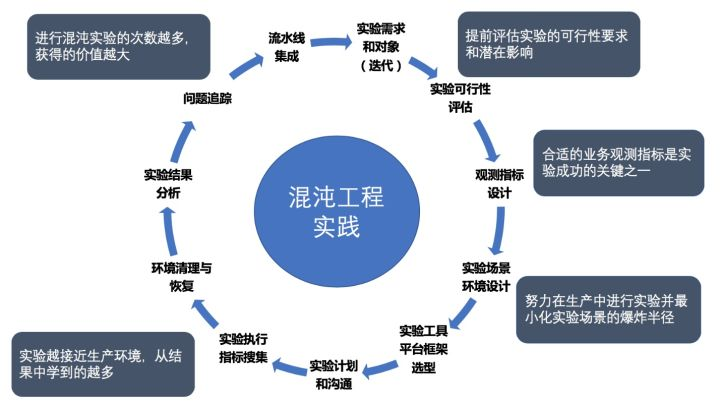 进行混沌实验的次数越多，
获得的价值越大
流水线
集成
实验需求
和对象
（迭代）
提前评估实验的可行性要求
和潜在影响
问题追踪
实验可行性
评估
合适的业务观测指标是实
验成功的关键之一
实验结果
分析
观测指标
设计
混沌工程
实践
环境清理与
恢复
实验场景
环境设计
努力在生产中进行实验并最
小化实验场景的爆炸半径
实验越接近生产环境，从结
果中学到的越多
实验执行
指标搜集
实验计划
和沟通
实验工具
平台框架
选型